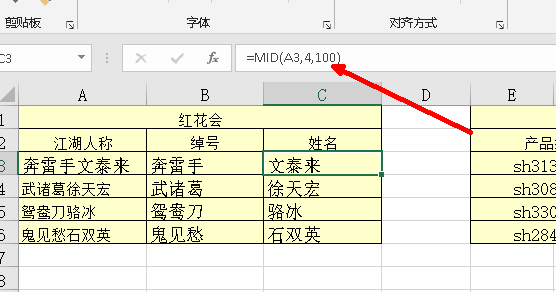 剪贴板 字体 对齐方式
C3 fx =MID(A3,4,100)
A B C D E
红花会
2 江湖人称 绰号 姓名 产品
奔雷手文泰来 奔雷手 文泰来 sh313
4 武诸葛徐天宏 武诸葛 徐天宏 sh308
5 鸳鸯刀骆冰 鸳鸯刀 骆冰 sh330
6 鬼见愁石双英 鬼见愁 石双英 sh284
7
8